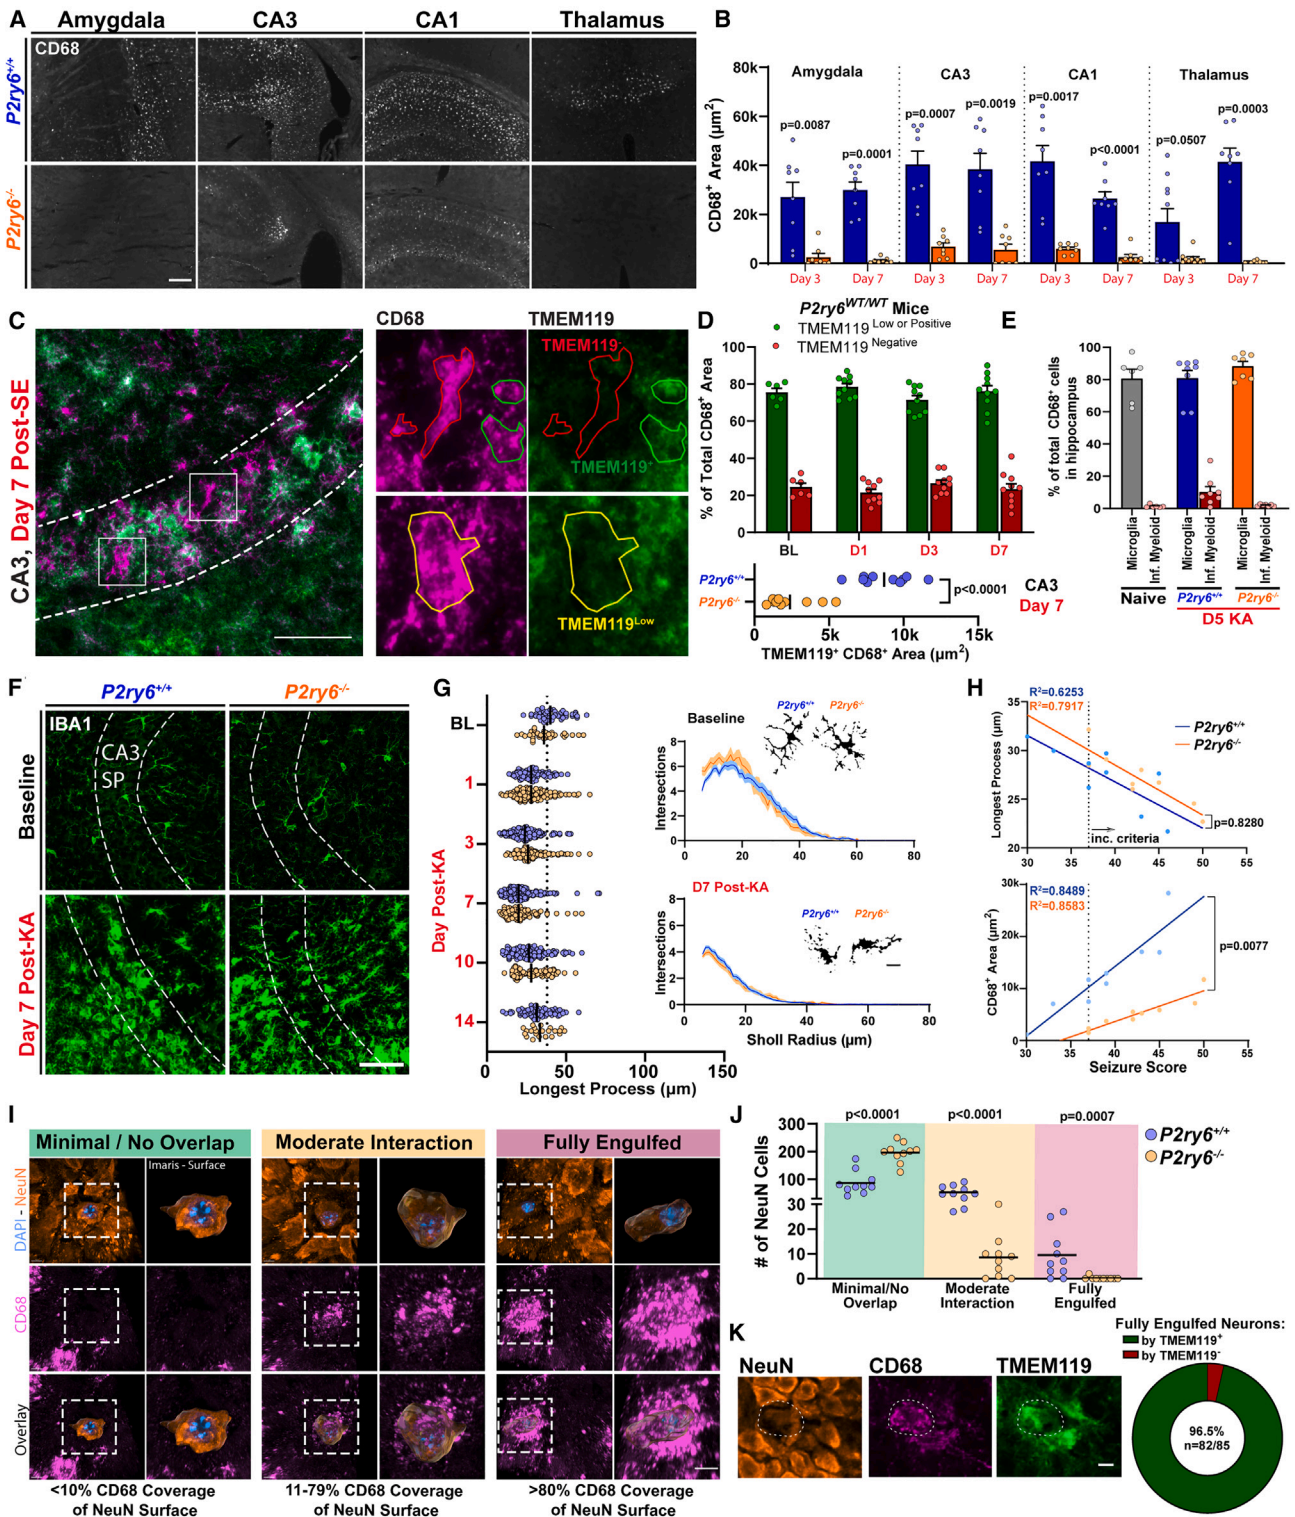 A
Amygdala CA3 CA1 Thalamus
CD68
P2ry6+/+
P2ry6-/-
B
CD68+ Area (µm²)
80k
60k
40k
20k
0
Amygdala CA3 CA1 Thalamus
p=0.0087 p=0.0001 p=0.0007 p=0.0019 p=0.0017 p<0.0001 p=0.0507 p=0.0003
Day 3 Day 7 Day 3 Day 7 Day 3 Day 7 Day 3 Day 7
C
CA3, Day 7 Post-SE
CD68 TMEM119
TMEM119-
TMEM119+
TMEM119Low
D
P2ry6WT/WT Mice
TMEM119 Low or Positive
TMEM119 Negative
% of Total CD68+ Area
100
80
60
40
20
0
BL D1 D3 D7
P2ry6+/+
P2ry6-/-
p<0.0001
CA3
Day 7
0 5k 10k 15k
TMEM119+ CD68+ Area (µm²)
E
% of total CD68+ cells
in hippocampus
100
80
60
40
20
0
Microglia
Inf. Myeloid
Microglia
Inf. Myeloid
Microglia
Inf. Myeloid
Naive P2ry6+/+ P2ry6-/-
D5 KA
F
P2ry6+/+ P2ry6-/-
IBA1
CA3
SP
Baseline
Day 7 Post-KA
G
Day Post-KA
BL
1
3
7
10
14
0 50 100 150
Longest Process (µm)
Baseline
P2ry6+/+ P2ry6-/-
Intersections
8
6
4
2
0
0 20 40 60 80
D7 Post-KA
P2ry6+/+ P2ry6-/-
Intersections
8
6
4
2
0
0 20 40 60 80
Sholl Radius (µm)
H
R²=0.6253
R²=0.7917
P2ry6+/+
P2ry6-/-
Longest Process (µm)
35
30
25
20
p=0.8280
inc. criteria
30 35 40 45 50 55
R²=0.8489
R²=0.8583
CD68+ Area (µm²)
30k
20k
10k
0
p=0.0077
30 35 40 45 50 55
Seizure Score
I
Minimal / No Overlap Moderate Interaction Fully Engulfed
Imaris - Surface
DAPI - NeuN
CD68
Overlay
<10% CD68 Coverage
of NeuN Surface
11-79% CD68 Coverage
of NeuN Surface
>80% CD68 Coverage
of NeuN Surface
J
p<0.0001 p<0.0001 p=0.0007
# of NeuN Cells
300
200
100
30
20
10
0
Minimal/No
Overlap
Moderate
Interaction
Fully
Engulfed
P2ry6+/+
P2ry6-/-
K
NeuN CD68 TMEM119
Fully Engulfed Neurons:
by TMEM119+
by TMEM119-
96.5%
n=82/85